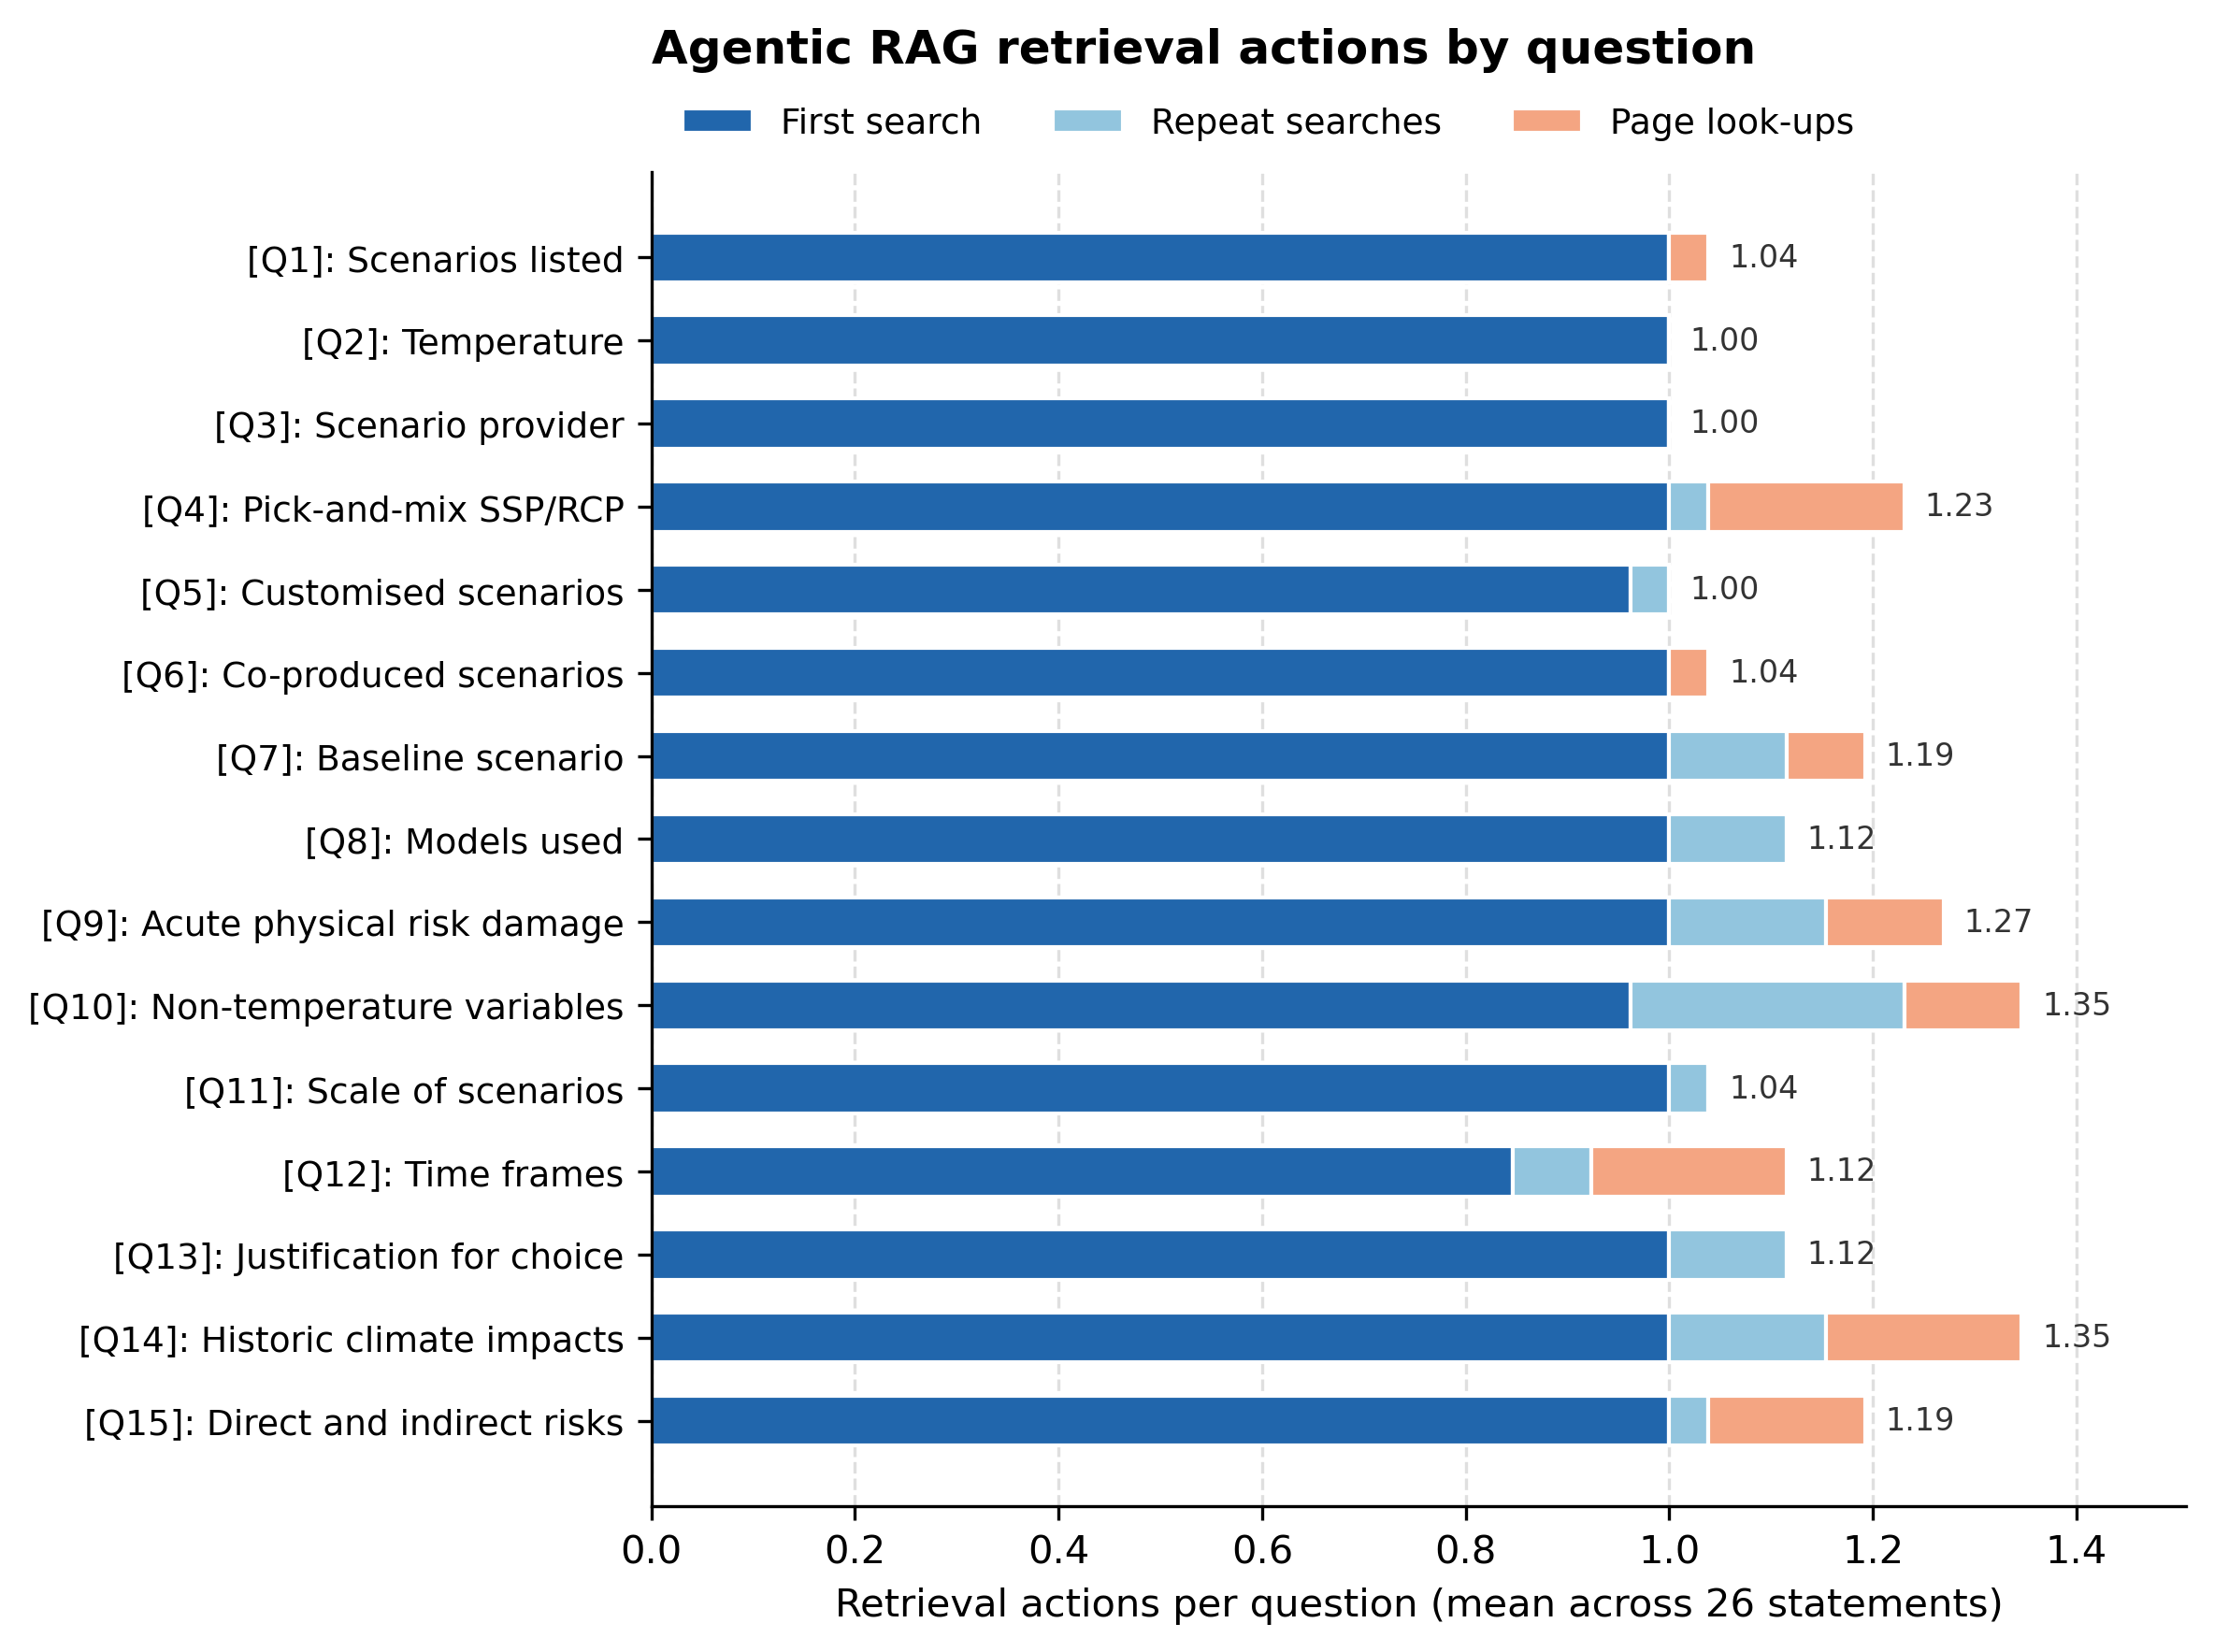 Agentic RAG retrieval actions by question
First search Repeat searches Page look-ups
[Q1]: Scenarios listed 1.04
[Q2]: Temperature 1.00
[Q3]: Scenario provider 1.00
[Q4]: Pick-and-mix SSP/RCP 1.23
[Q5]: Customised scenarios 1.00
[Q6]: Co-produced scenarios 1.04
[Q7]: Baseline scenario 1.19
[Q8]: Models used 1.12
[Q9]: Acute physical risk damage 1.27
[Q10]: Non-temperature variables 1.35
[Q11]: Scale of scenarios 1.04
[Q12]: Time frames 1.12
[Q13]: Justification for choice 1.12
[Q14]: Historic climate impacts 1.35
[Q15]: Direct and indirect risks 1.19
0.0 0.2 0.4 0.6 0.8 1.0 1.2 1.4
Retrieval actions per question (mean across 26 statements)